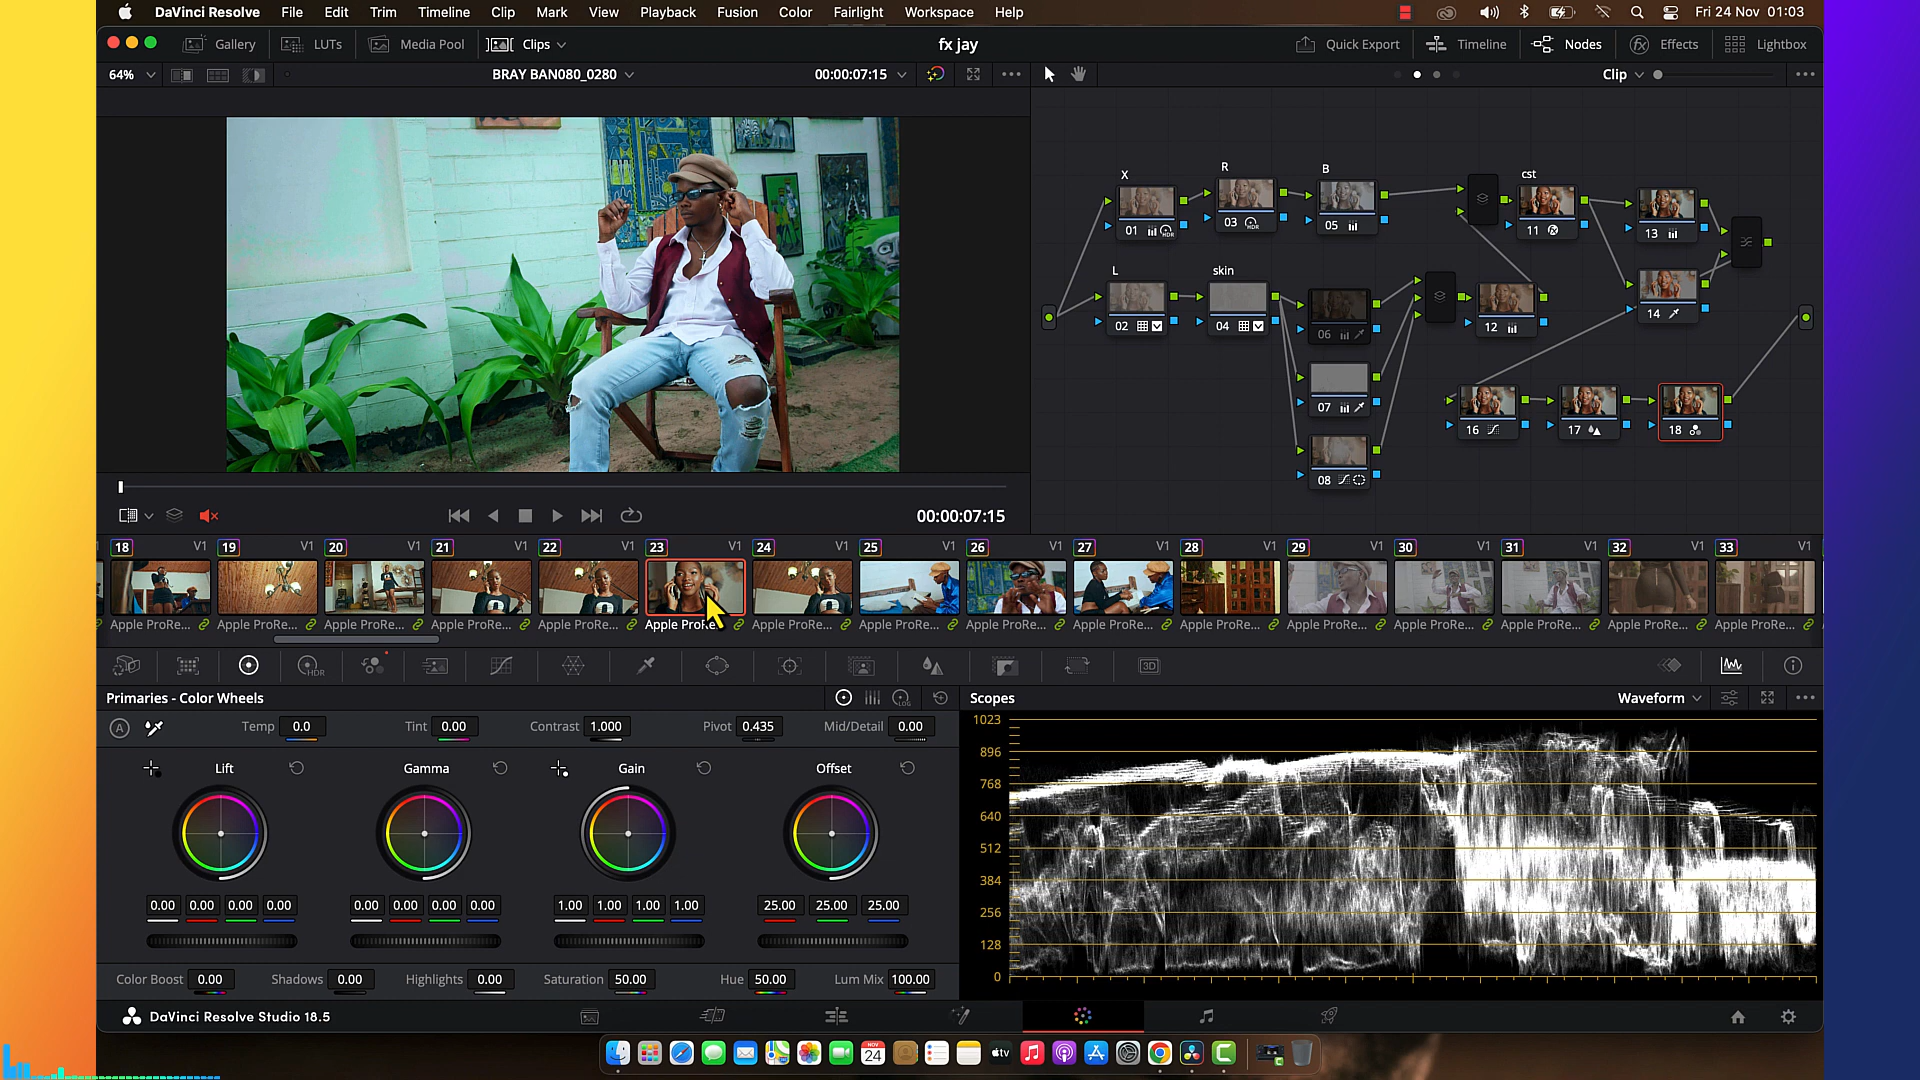 DaVinci Resolve File Edit Trim Timeline Clip Mark View Playback Fusion Color Fairlight Workspace Help Fri 24 Nov 01:03
Gallery LUTs Media Pool Clips fx jay Quick Export Timeline Nodes Effects Lightbox
64% BRAY BAN080_0280 00:00:07:15 Clip
X R B cst
01 HDR 03 HDR 05 11 13
L skin
02 04 06 12 14
07
16 17 18
08
00:00:07:15
18 V1 19 V1 20 V1 21 V1 22 V1 23 V1 24 V1 25 V1 26 V1 27 V1 28 V1 29 V1 30 V1 31 V1 32 V1 33 V1
Apple ProRe... Apple ProRe... Apple ProRe... Apple ProRe... Apple ProRe... Apple ProRe Apple ProRe... Apple ProRe... Apple ProRe... Apple ProRe... Apple ProRe... Apple ProRe... Apple ProRe... Apple ProRe... Apple ProRe... Apple ProRe...
HDR 3D
Primaries - Color Wheels LOG Scopes Waveform
A Temp 0.0 Tint 0.00 Contrast 1.000 Pivot 0.435 Mid/Detail 0.00
Lift Gamma Gain Offset
0.00 0.00 0.00 0.00 0.00 0.00 0.00 0.00 1.00 1.00 1.00 1.00 25.00 25.00 25.00
Color Boost 0.00 Shadows 0.00 Highlights 0.00 Saturation 50.00 Hue 50.00 Lum Mix 100.00
1023
896
768
640
512
384
256
128
0
DaVinci Resolve Studio 18.5
NOV
24
tv